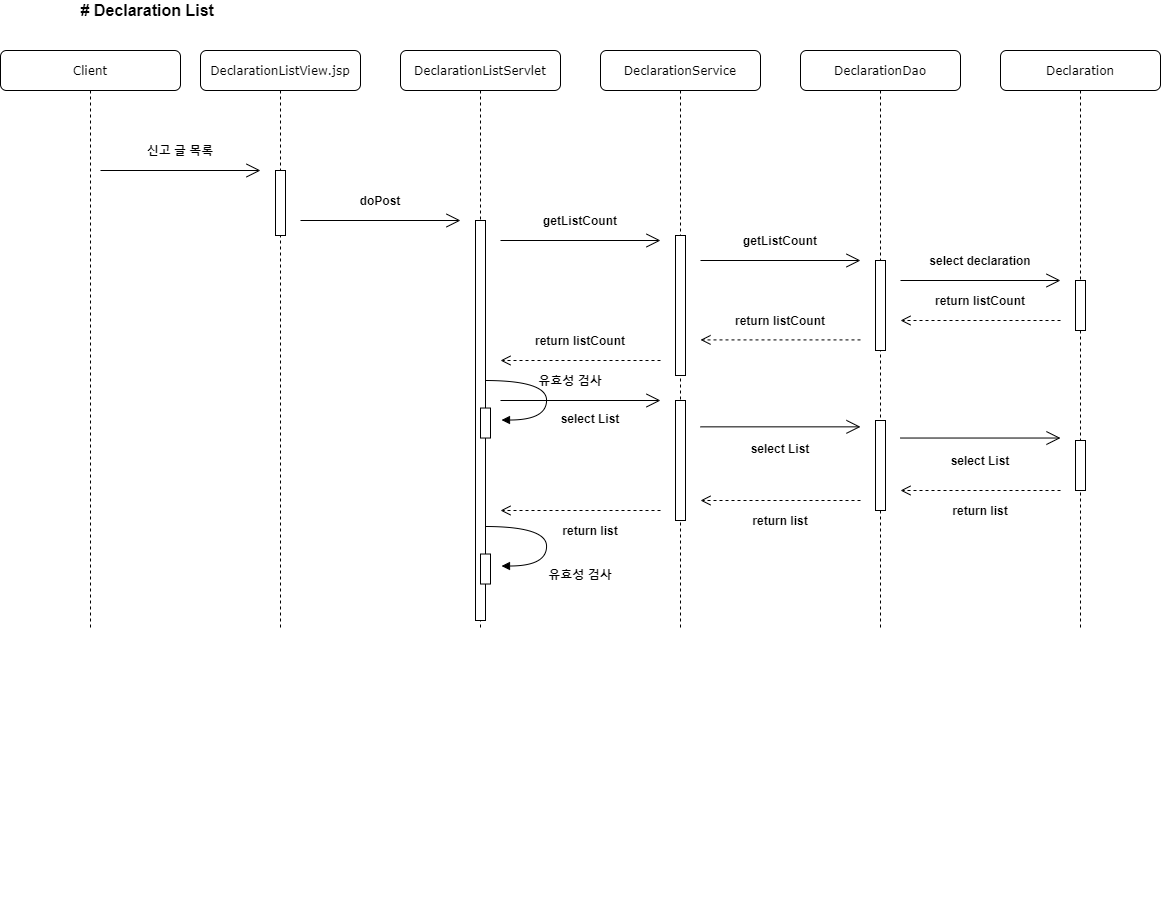 # Declaration List
Client
DeclarationListView.jsp
DeclarationListServlet
DeclarationService
DeclarationDao
Declaration
신고 글 목록
doPost
getListCount
getListCount
select declaration
return listCount
return listCount
return listCount
유효성 검사
select List
select List
select List
return list
return list
return list
유효성 검사